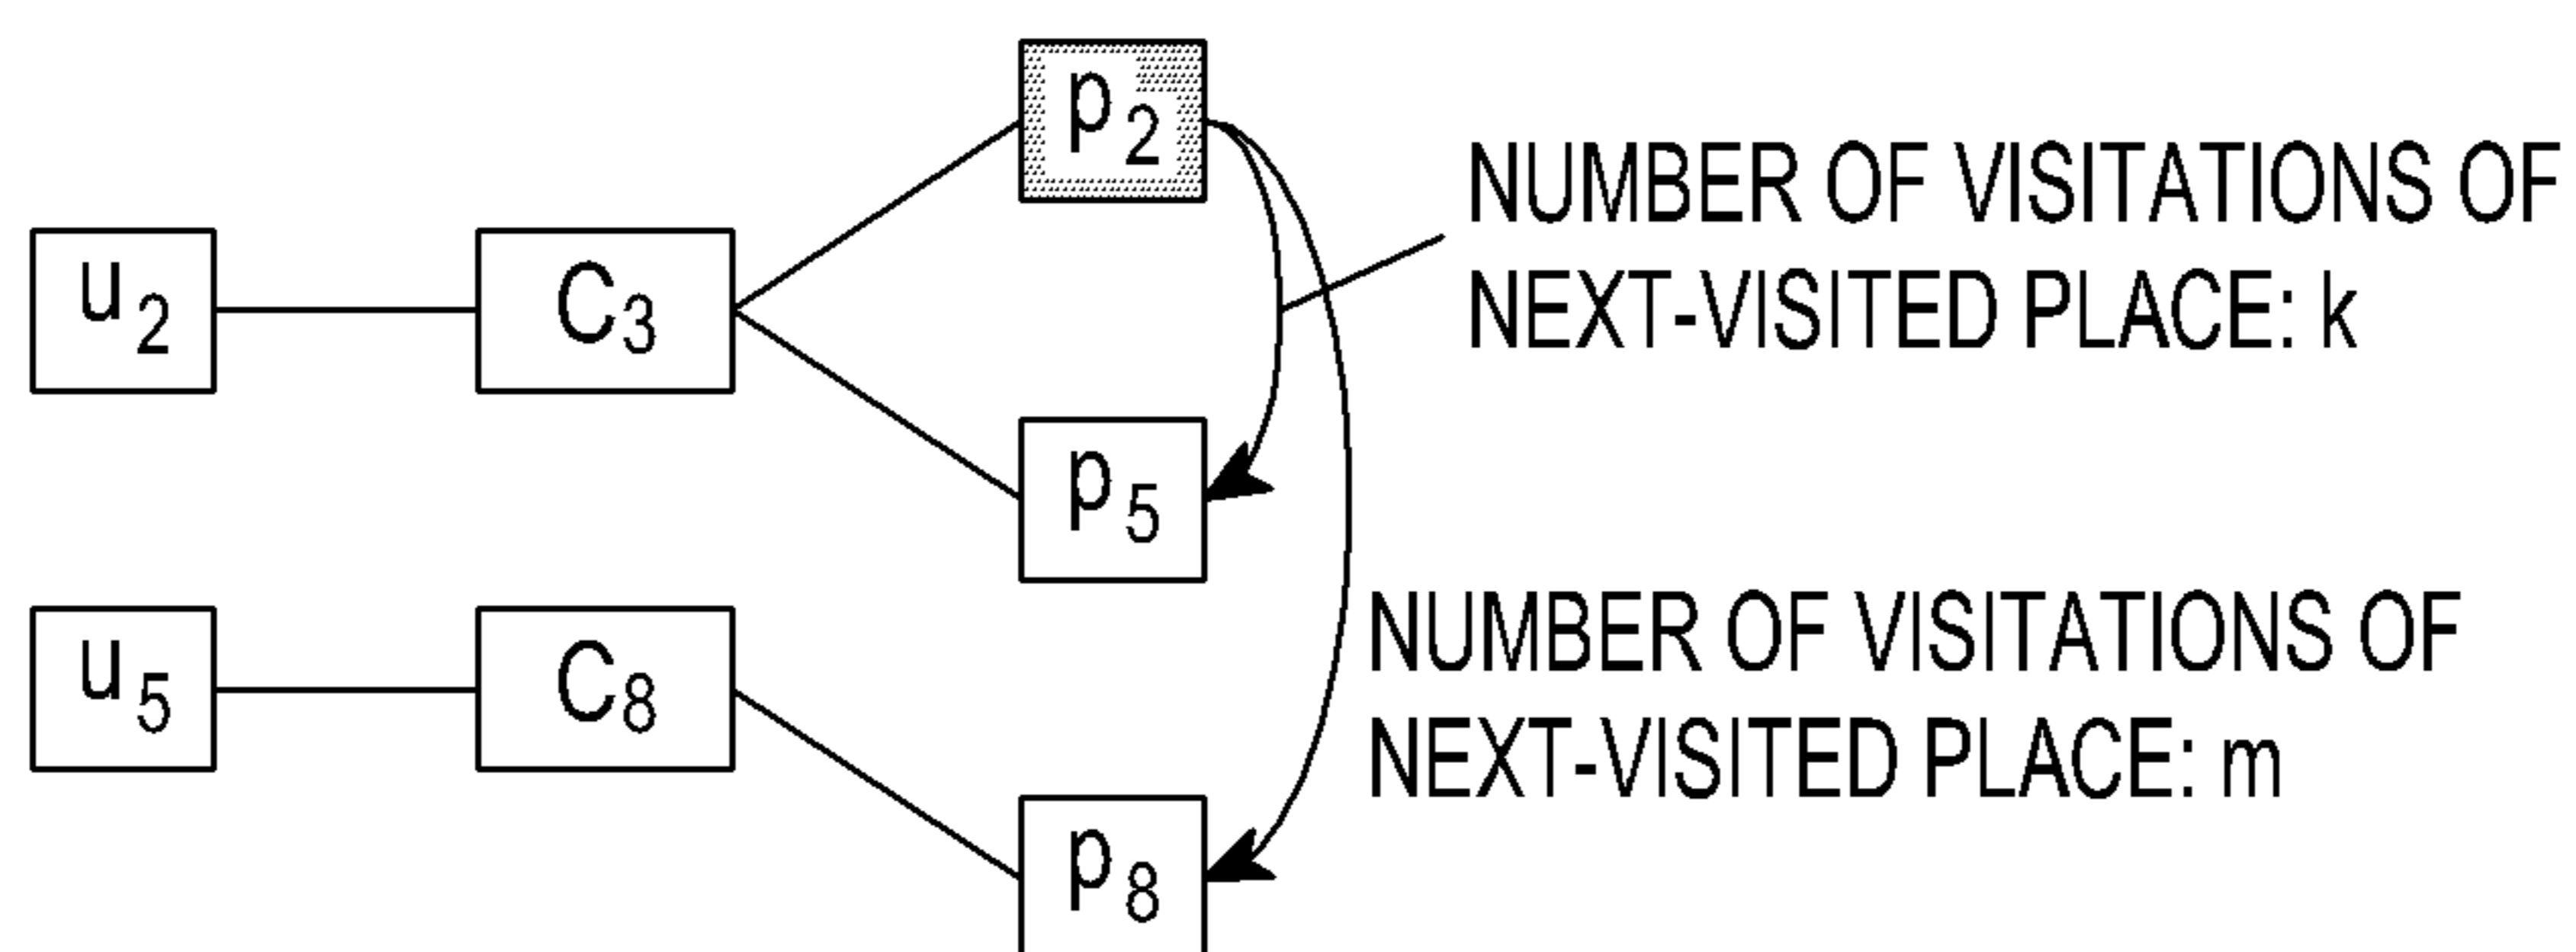 p2
NUMBER OF VISITATIONS OF
NEXT-VISITED PLACE: k
u2
C3
p5
NUMBER OF VISITATIONS OF
NEXT-VISITED PLACE: m
u5
C8
p8